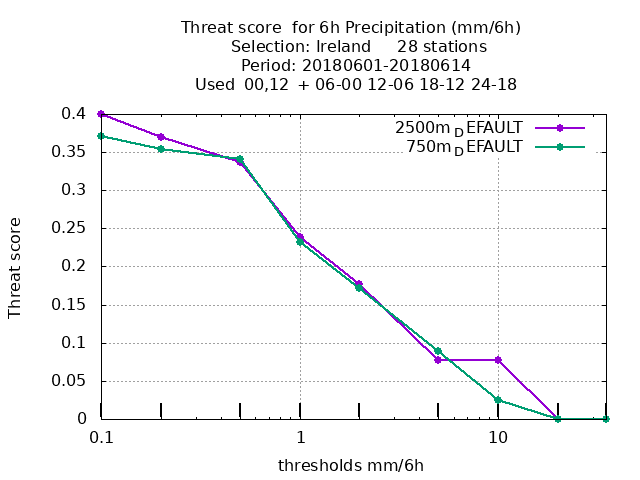 Threat score  for 6h Precipitation (mm/6h)
Selection: Ireland     28 stations
Period: 20180601-20180614
Used  00,12  + 06-00 12-06 18-12 24-18
2500m_DEFAULT
750m_DEFAULT
0.4
0.35
0.3
0.25
0.2
0.15
0.1
0.05
0
Threat score
0.1 1 10
thresholds mm/6h